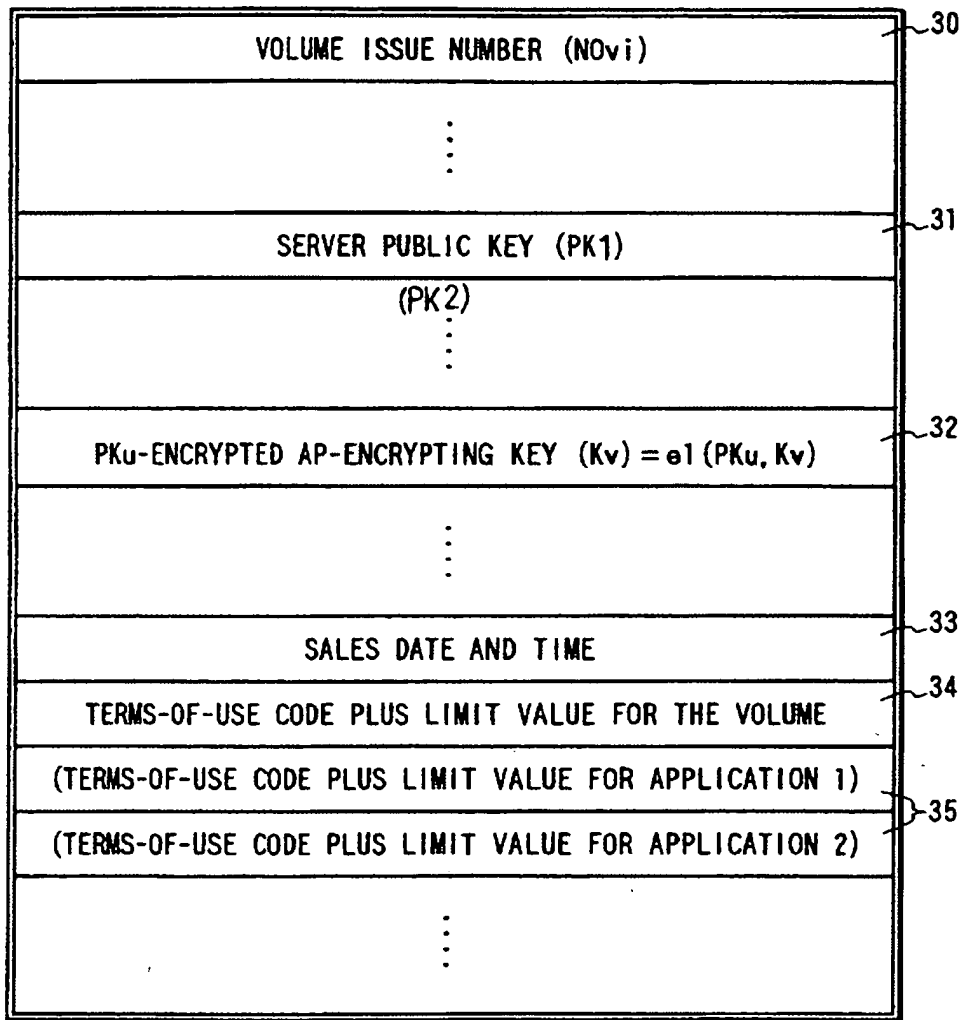 VOLUME ISSUE NUMBER (NOvi)
30
SERVER PUBLIC KEY (PK1)
31
(PK2)
PKu-ENCRYPTED AP-ENCRYPTING KEY (Kv) = e1 (PKu, Kv)
32
SALES DATE AND TIME
33
TERMS-OF-USE CODE PLUS LIMIT VALUE FOR THE VOLUME
34
(TERMS-OF-USE CODE PLUS LIMIT VALUE FOR APPLICATION 1)
35
(TERMS-OF-USE CODE PLUS LIMIT VALUE FOR APPLICATION 2)